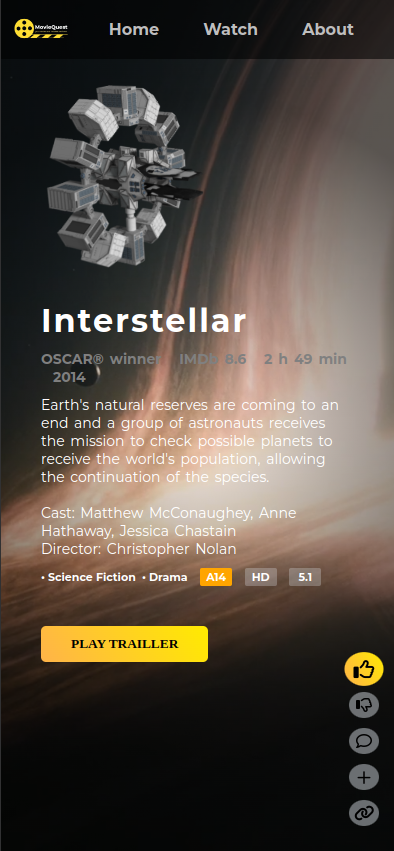 MovieQuest
Home Watch About
Interstellar
OSCAR® winner IMDb 8.6 2 h 49 min
2014
Earth's natural reserves are coming to an
end and a group of astronauts receives
the mission to check possible planets to
receive the world's population, allowing
the continuation of the species.
Cast: Matthew McConaughey, Anne
Hathaway, Jessica Chastain
Director: Christopher Nolan
• Science Fiction • Drama A14 HD 5.1
PLAY TRAILLER